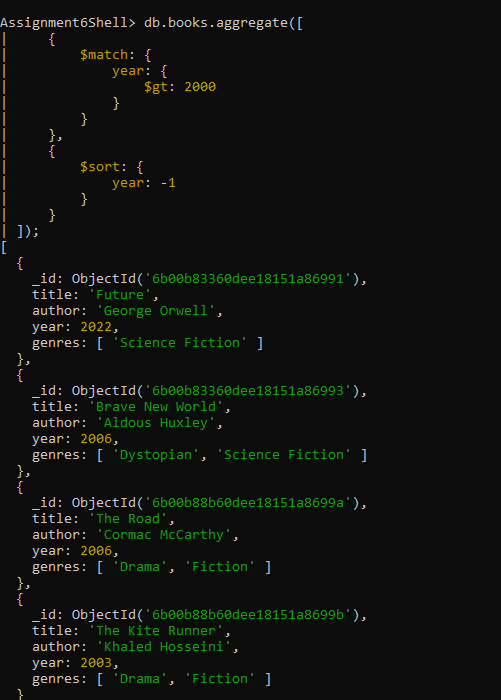 Assignment6Shell> db.books.aggregate([
|     {
|         $match: {
|             year: {
|                 $gt: 2000
|             }
|         }
|     },
|     {
|         $sort: {
|             year: -1
|         }
|     }
| ]);
[
  {
    _id: ObjectId('6b00b83360dee18151a86991'),
    title: 'Future',
    author: 'George Orwell',
    year: 2022,
    genres: [ 'Science Fiction' ]
  },
  {
    _id: ObjectId('6b00b83360dee18151a86993'),
    title: 'Brave New World',
    author: 'Aldous Huxley',
    year: 2006,
    genres: [ 'Dystopian', 'Science Fiction' ]
  },
  {
    _id: ObjectId('6b00b88b60dee18151a8699a'),
    title: 'The Road',
    author: 'Cormac McCarthy',
    year: 2006,
    genres: [ 'Drama', 'Fiction' ]
  },
  {
    _id: ObjectId('6b00b88b60dee18151a8699b'),
    title: 'The Kite Runner',
    author: 'Khaled Hosseini',
    year: 2003,
    genres: [ 'Drama', 'Fiction' ]
  }